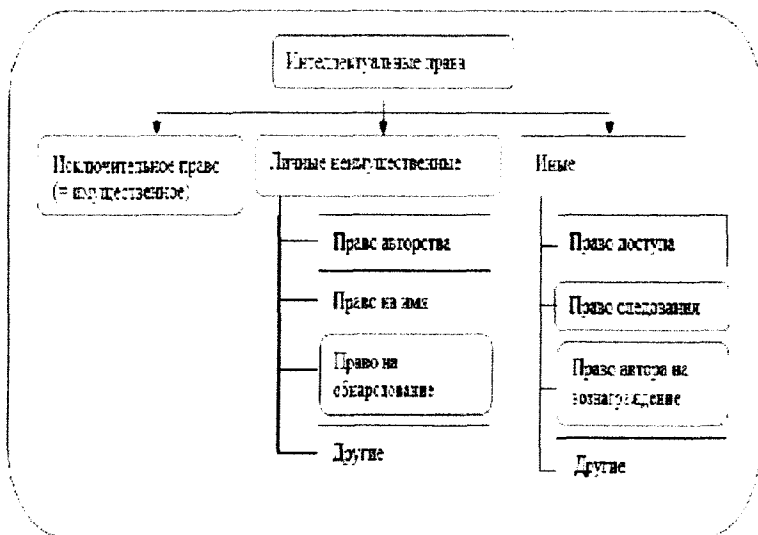 Интеллектуальные права
Исключительное право
(= имущественное)
Личные неимущественные
Право авторства
Право на имя
Право на
обнародование
Другие
Иные
Право доступа
Право следования
Право автора на
вознаграждение
Другие